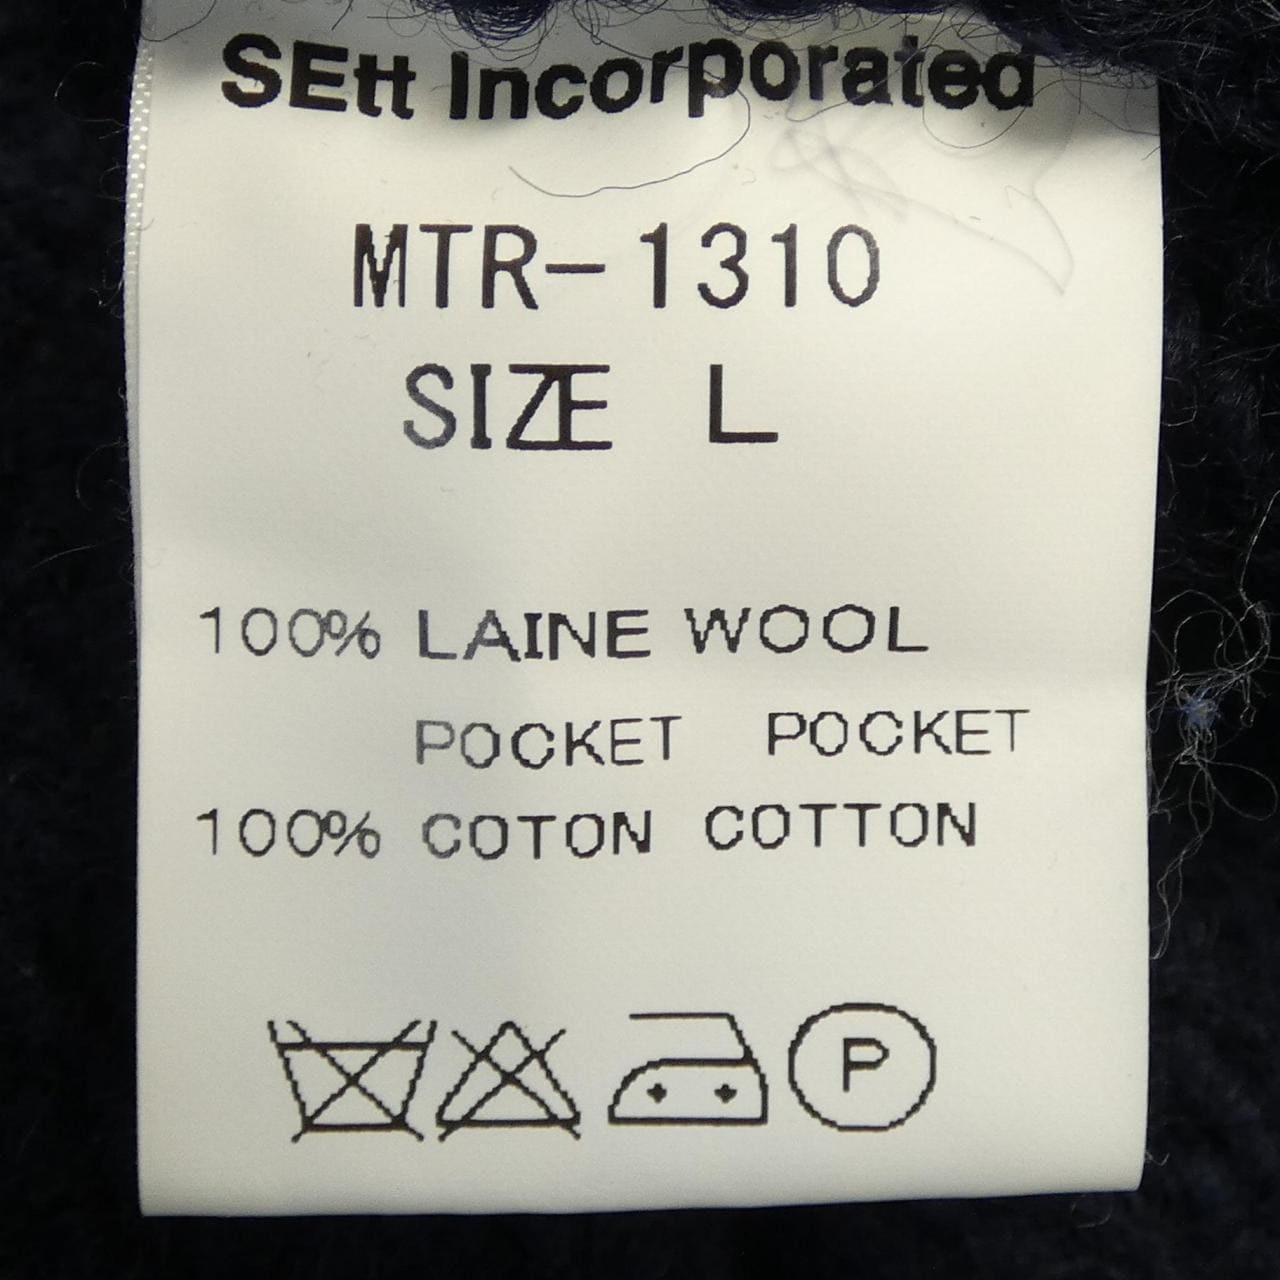 SEtt Incorporated
MTR-1310
SIZE L
100% LAINE WOOL
POCKET POCKET
100% COTON COTTON
P